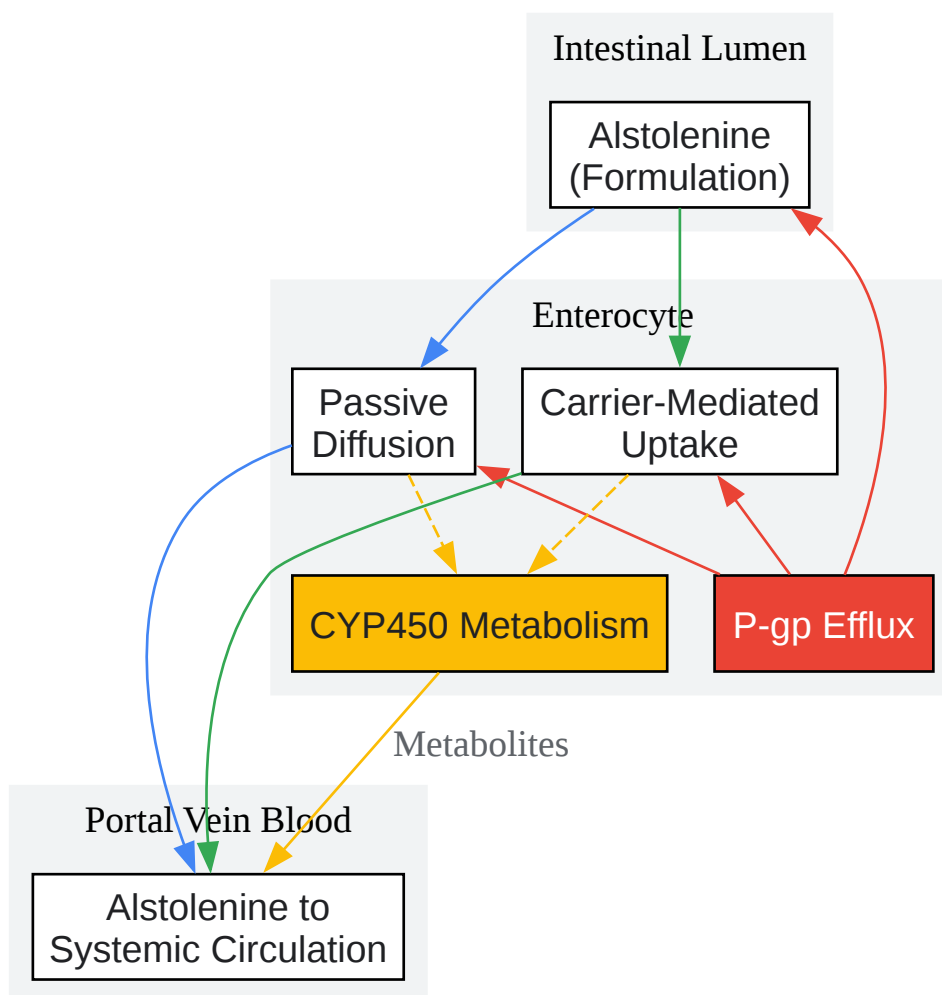 Intestinal Lumen
Alstolenine
(Formulation)
Enterocyte
Passive
Diffusion
Carrier-Mediated
Uptake
CYP450 Metabolism
P-gp Efflux
Metabolites
Portal Vein Blood
Alstolenine to
Systemic Circulation